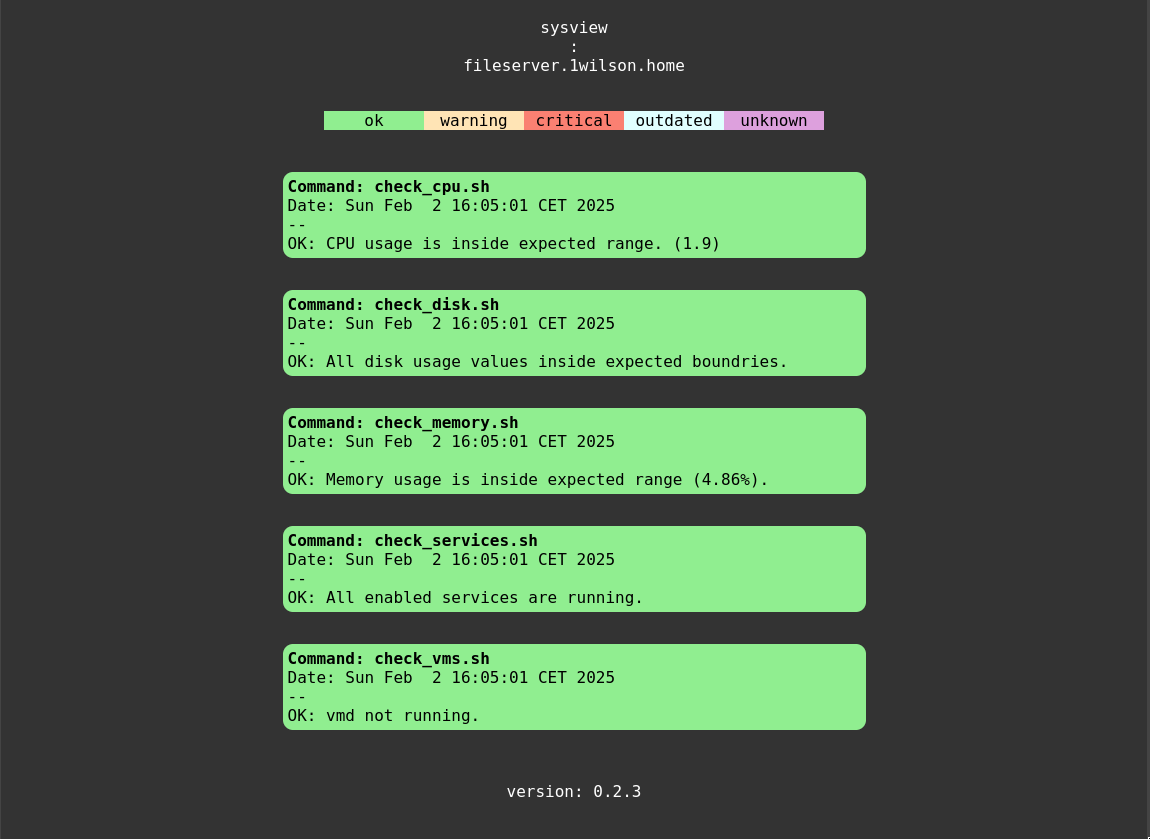 sysview
:
fileserver.1wilson.home
ok warning critical outdated unknown
Command: check_cpu.sh
Date: Sun Feb  2 16:05:01 CET 2025
--
OK: CPU usage is inside expected range. (1.9)
Command: check_disk.sh
Date: Sun Feb  2 16:05:01 CET 2025
--
OK: All disk usage values inside expected boundries.
Command: check_memory.sh
Date: Sun Feb  2 16:05:01 CET 2025
--
OK: Memory usage is inside expected range (4.86%).
Command: check_services.sh
Date: Sun Feb  2 16:05:01 CET 2025
--
OK: All enabled services are running.
Command: check_vms.sh
Date: Sun Feb  2 16:05:01 CET 2025
--
OK: vmd not running.
version: 0.2.3